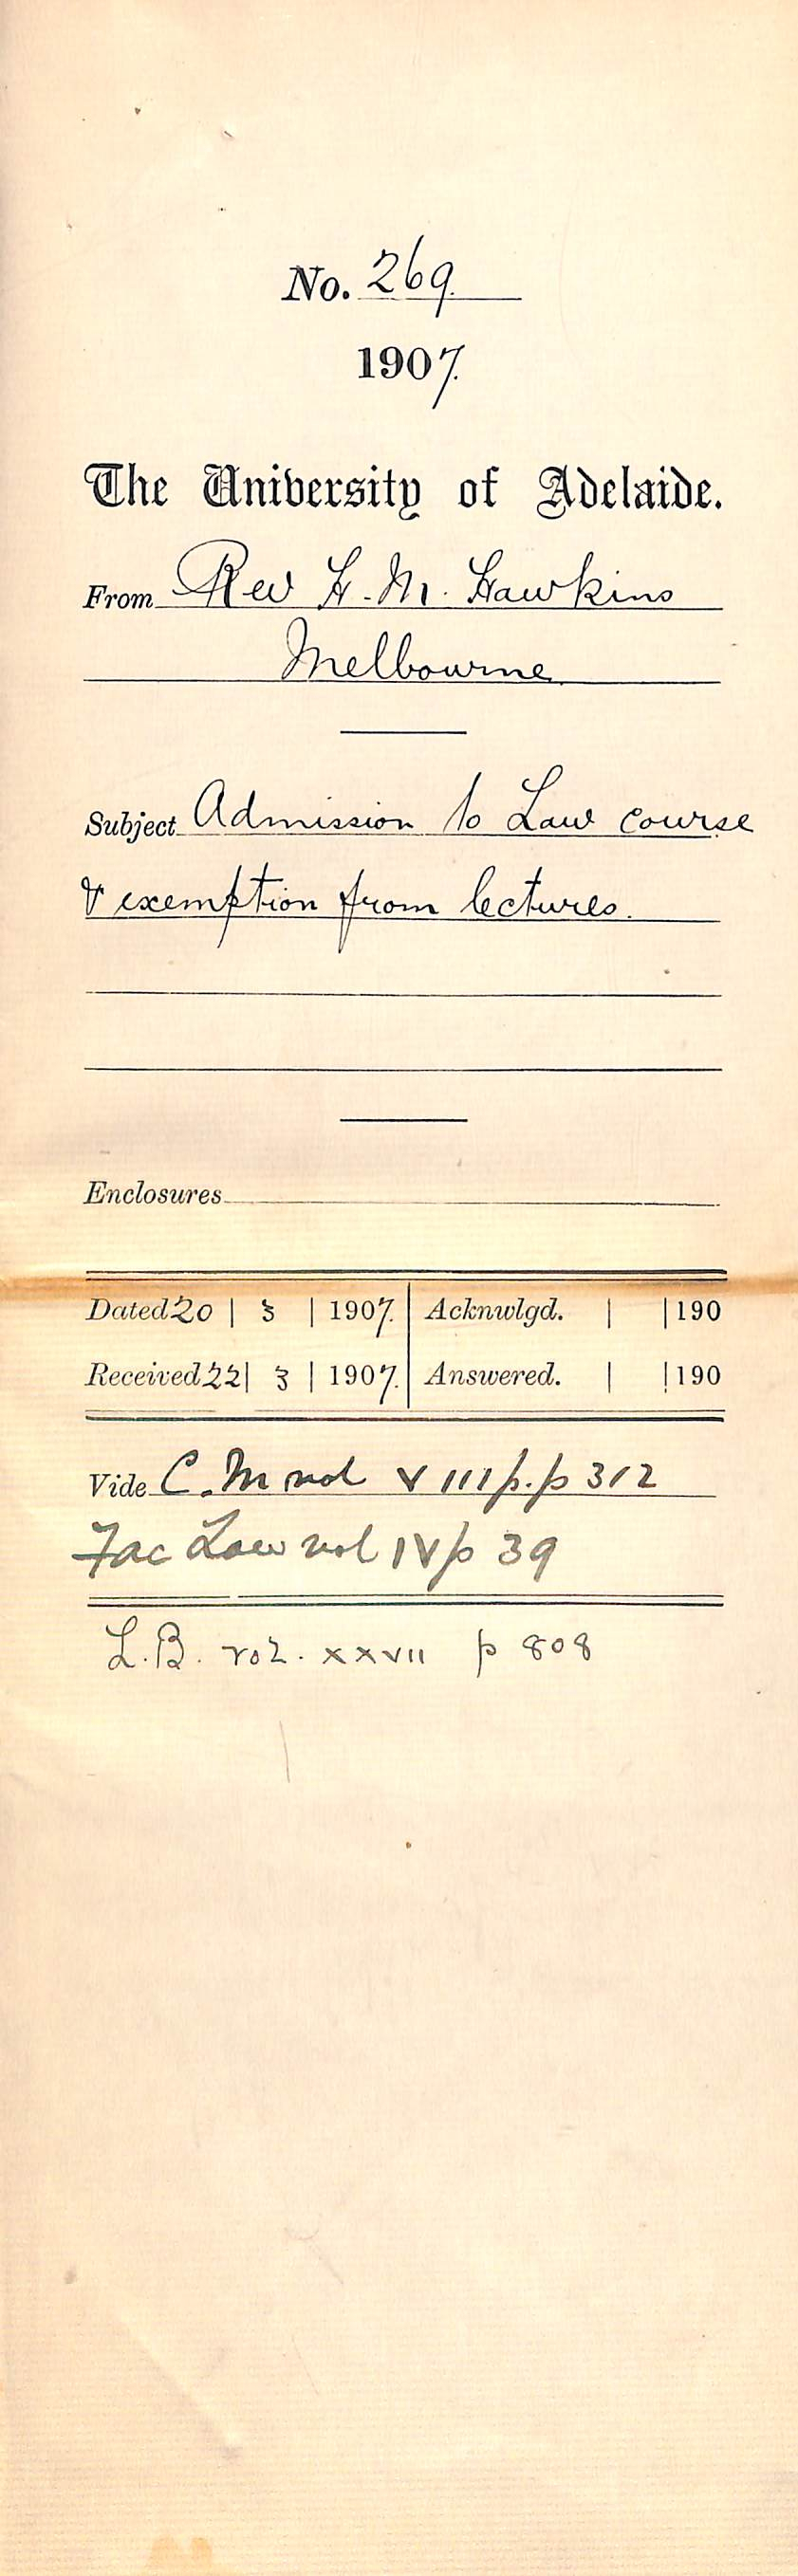 No. 269.
1907.
The University of Adelaide.
From Rev H. M. Hawkins
Melbourne
Subject Admission to Law course
& exemption from lectures.
Enclosures
Dated 20 | 3 | 1907. Acknwlgd. | | 190
Received 22 | 3 | 1907. Answered. | | 190
Vide C. M vol VIII p.p 312
Fac Law vol IV p 39
L.B. vol. xxvii p 808